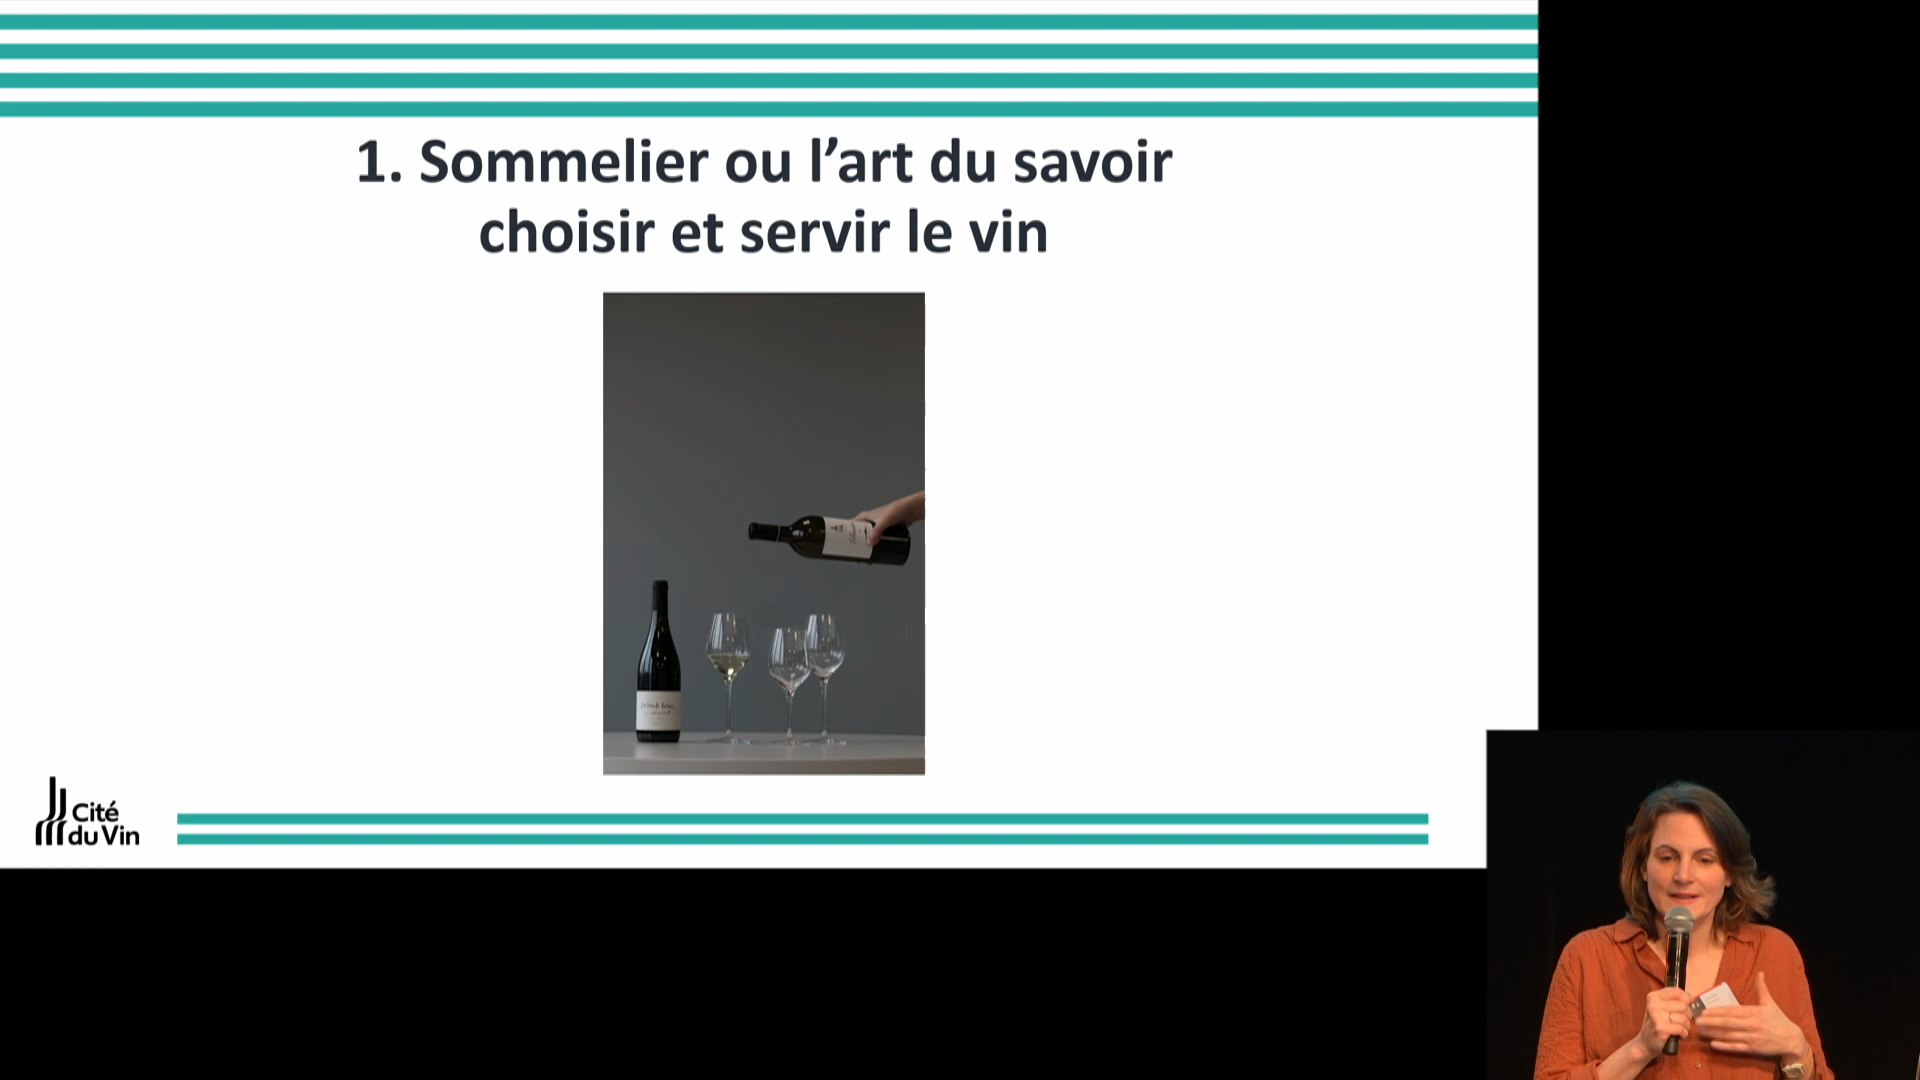 1. Sommelier ou l’art du savoir
choisir et servir le vin
Cité
du Vin